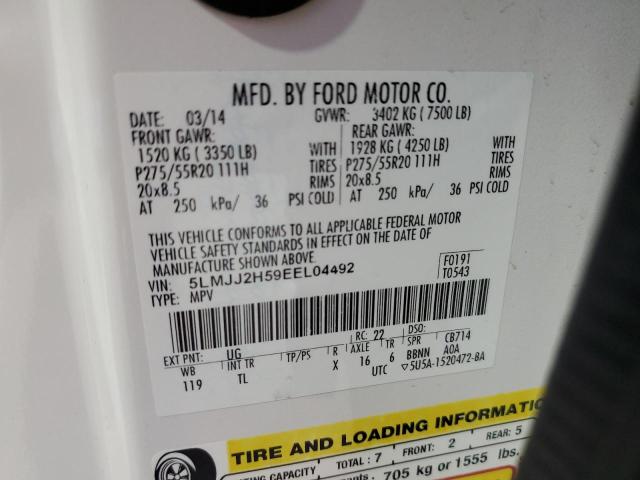 MFD. BY FORD MOTOR CO.
DATE: 03/14 GVWR: 3402 KG ( 7500 LB)
FRONT GAWR: REAR GAWR:
1520 KG ( 3350 LB) WITH 1928 KG ( 4250 LB) WITH
P275/55R20 111H TIRES P275/55R20 111H TIRES
20x8.5 RIMS 20x8.5 RIMS
AT 250 kPa/ 36 PSI COLD AT 250 kPa/ 36 PSI COLD
THIS VEHICLE CONFORMS TO ALL APPLICABLE FEDERAL MOTOR
VEHICLE SAFETY STANDARDS IN EFFECT ON THE DATE OF
MANUFACTURE SHOWN ABOVE.
VIN: 5LMJJ2H59EEL04492 F0191
TYPE: MPV T0543
EXT PNT: UG RC: 22 DSO:
WB INT TR TP/PS R AXLE TR SPR CB714
119 TL X 16 6 BBNN A0A
UTC ▽5U5A-1520472-BA
TIRE AND LOADING INFORMATIO
TING CAPACITY TOTAL: 7 FRONT: 2 REAR: 5
705 kg or 1555 lbs.